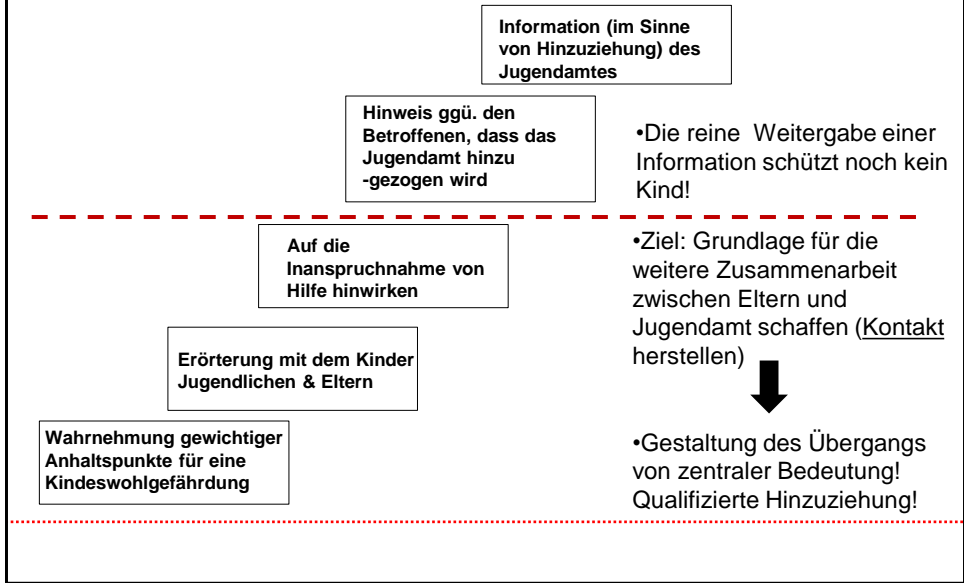 Information (im Sinne
von Hinzuziehung) des
Jugendamtes
Hinweis ggü. den
Betroffenen, dass das
Jugendamt hinzu
-gezogen wird
•Die reine Weitergabe einer
Information schützt noch kein
Kind!
Auf die
Inanspruchnahme von
Hilfe hinwirken
•Ziel: Grundlage für die
weitere Zusammenarbeit
zwischen Eltern und
Jugendamt schaffen (Kontakt
herstellen)
Erörterung mit dem Kinder
Jugendlichen & Eltern
Wahrnehmung gewichtiger
Anhaltspunkte für eine
Kindeswohlgefährdung
•Gestaltung des Übergangs
von zentraler Bedeutung!
Qualifizierte Hinzuziehung!